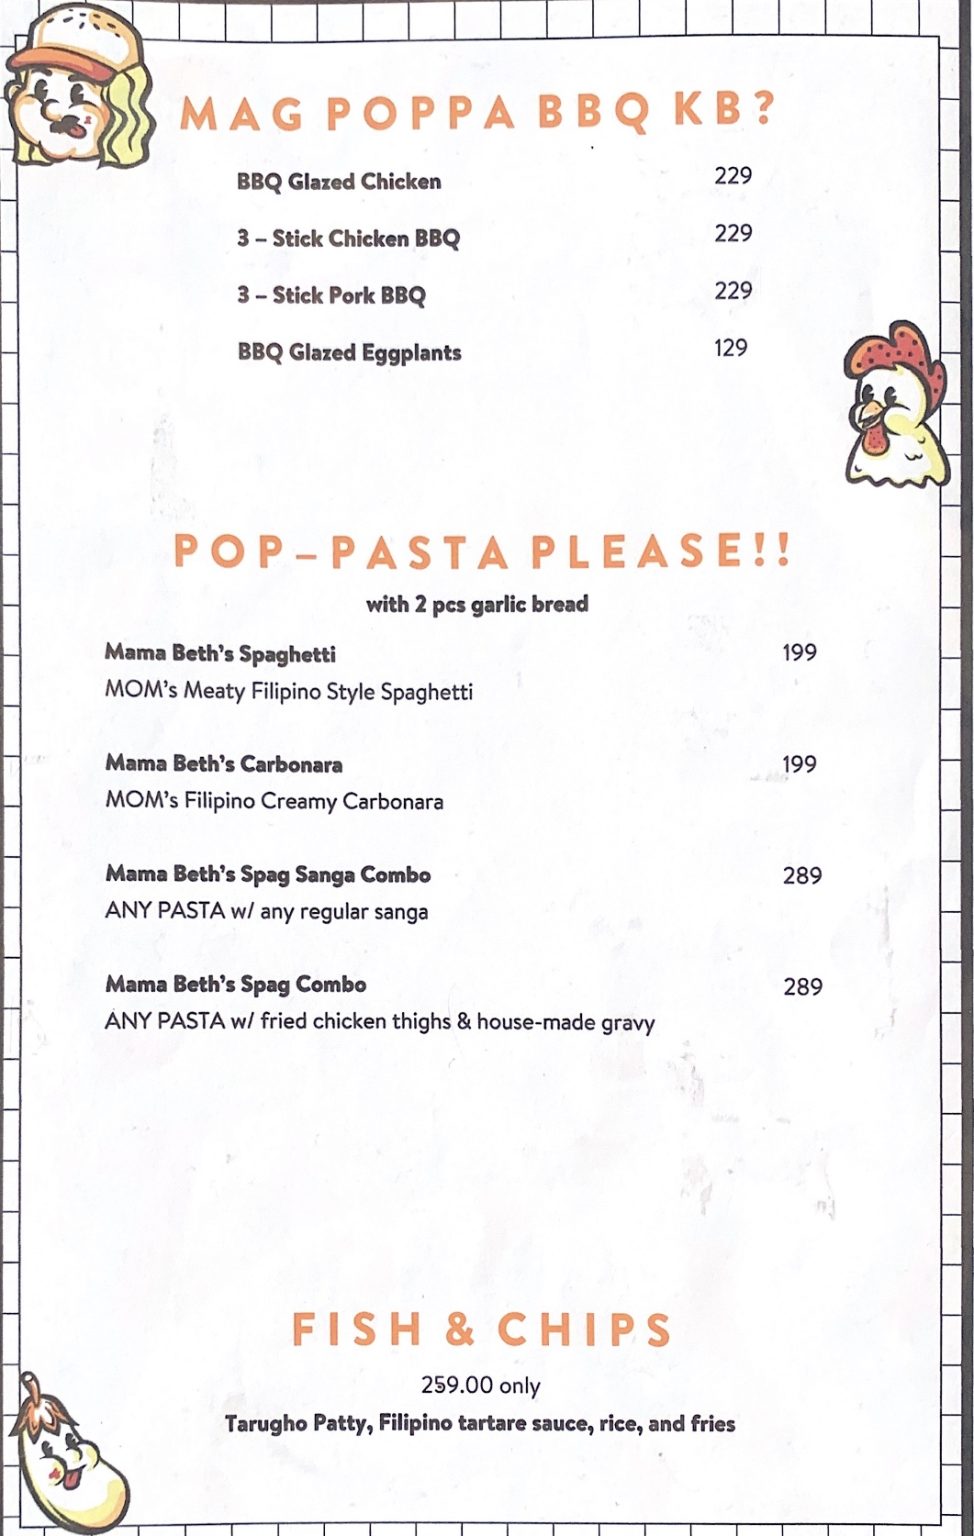 MAG POPPA BBQ KB?
BBQ Glazed Chicken 229
3 – Stick Chicken BBQ 229
3 – Stick Pork BBQ 229
BBQ Glazed Eggplants 129
POP–PASTA PLEASE!!
with 2 pcs garlic bread
Mama Beth's Spaghetti 199
MOM's Meaty Filipino Style Spaghetti
Mama Beth's Carbonara 199
MOM's Filipino Creamy Carbonara
Mama Beth's Spag Sanga Combo 289
ANY PASTA w/ any regular sanga
Mama Beth's Spag Combo 289
ANY PASTA w/ fried chicken thighs & house-made gravy
FISH & CHIPS
259.00 only
Tarugho Patty, Filipino tartare sauce, rice, and fries